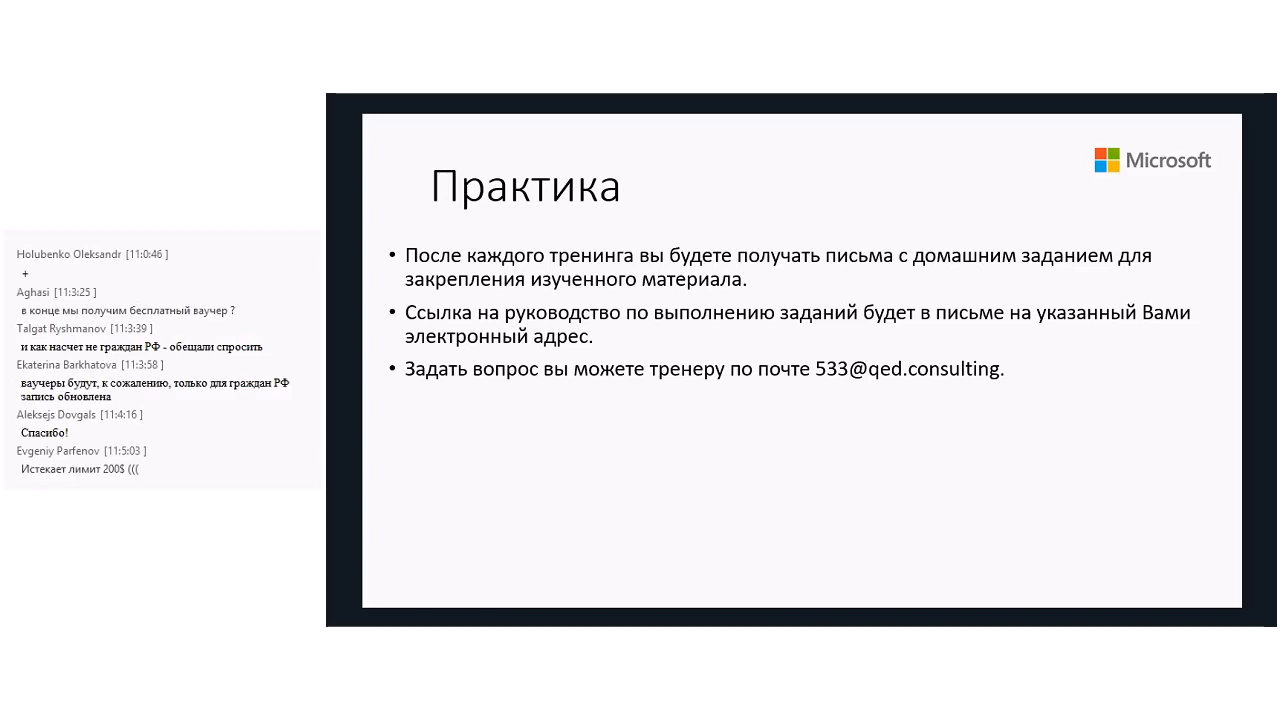 Holubenko Oleksandr [11:0:46 ]
+
Aghasi [11:3:25 ]
в конце мы получим бесплатный ваучер ?
Talgat Ryshmanov [11:3:39 ]
и как насчет не граждан РФ - обещали спросить
Ekaterina Barkhatova [11:3:58 ]
ваучеры будут, к сожалению, только для граждан РФ
запись обновлена
Aleksejs Dovgals [11:4:16 ]
Спасибо!
Evgeniy Parfenov [11:5:03 ]
Истекает лимит 200$ (((
Microsoft
Практика
• После каждого тренинга вы будете получать письма с домашним заданием для
закрепления изученного материала.
• Ссылка на руководство по выполнению заданий будет в письме на указанный Вами
электронный адрес.
• Задать вопрос вы можете тренеру по почте 533@qed.consulting.